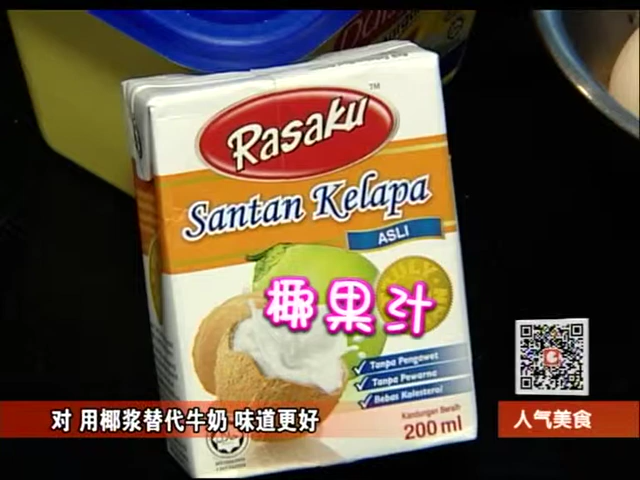 Rasaku
TM
Santan Kelapa
ASLI
椰果汁
Tanpa Pengawet
Tanpa Pewarna
Bebas Kolesterol
Kandungan Bersih
200 ml
对 用椰浆替代牛奶 味道更好
人气美食